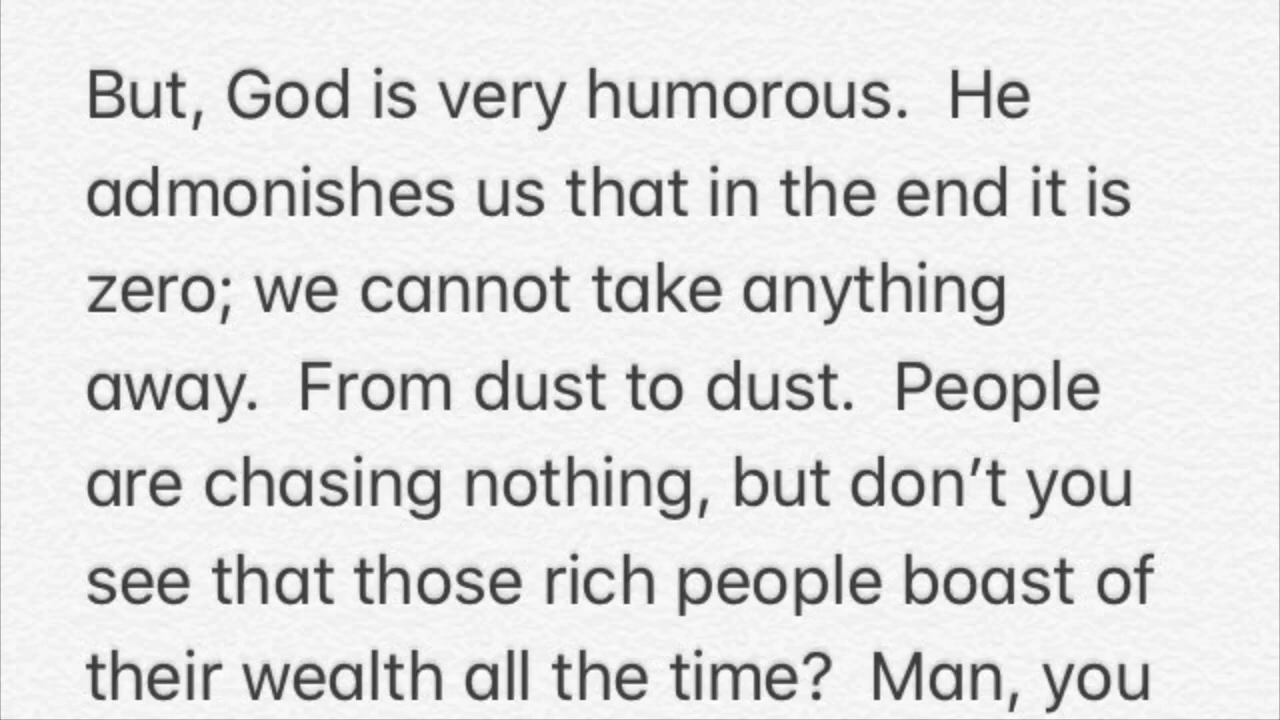 But, God is very humorous.  He
admonishes us that in the end it is
zero; we cannot take anything
away.  From dust to dust.  People
are chasing nothing, but don’t you
see that those rich people boast of
their wealth all the time?  Man, you